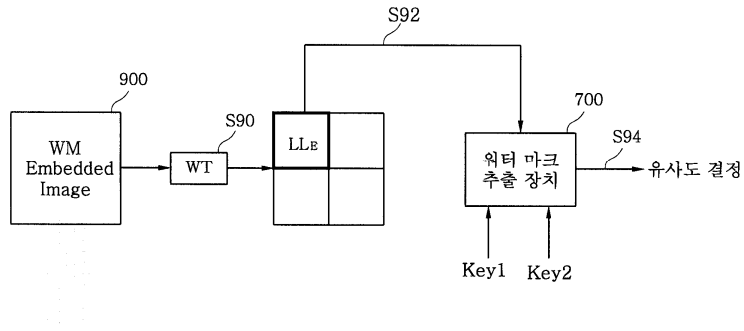 S92
900
WM
Embedded
Image
S90
WT
LLE
700
워터 마크
추출 장치
S94
유사도 결정
Key1
Key2